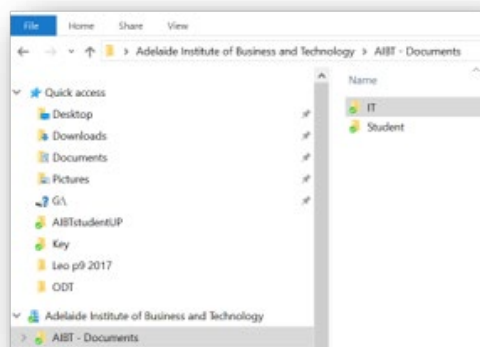 File Home Share View
Adelaide Institute of Business and Technology > AIBT - Documents
Name
Quick access
IT
Desktop
Student
Downloads
Documents
Pictures
G:\
AIBTstudentUP
Key
Leo p9 2017
ODT
Adelaide Institute of Business and Technology
AIBT - Documents